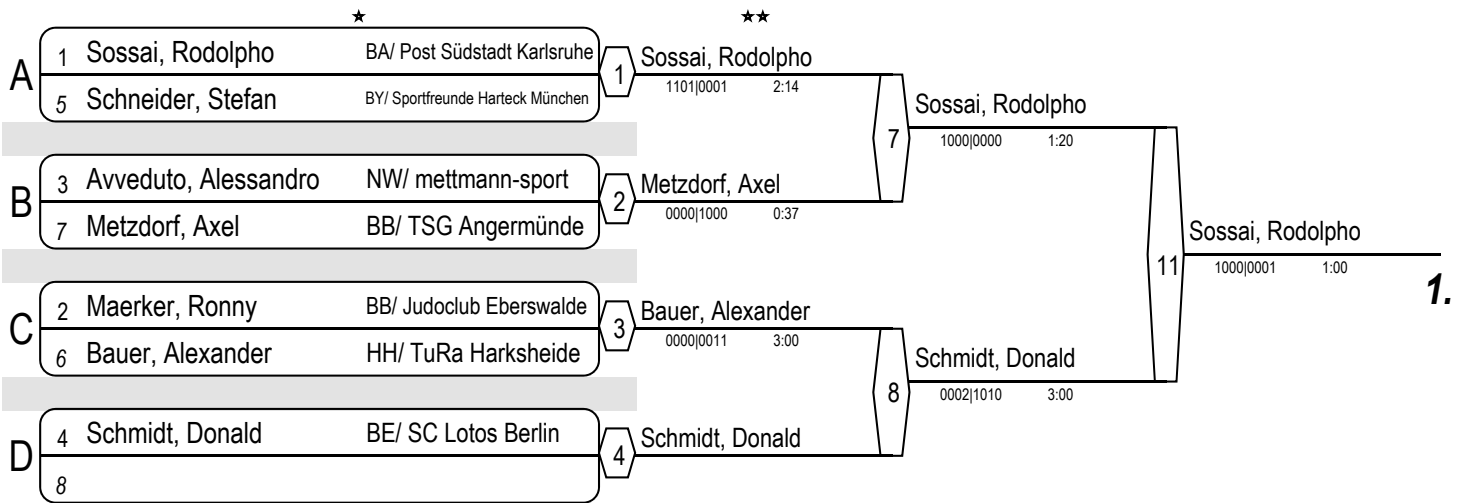 ★ ★★
A
1 Sossai, Rodolpho BA/ Post Südstadt Karlsruhe
5 Schneider, Stefan BY/ Sportfreunde Harteck München
1 Sossai, Rodolpho
1101|0001 2:14
B
3 Avveduto, Alessandro NW/ mettmann-sport
7 Metzdorf, Axel BB/ TSG Angermünde
2 Metzdorf, Axel
0000|1000 0:37
C
2 Maerker, Ronny BB/ Judoclub Eberswalde
6 Bauer, Alexander HH/ TuRa Harksheide
3 Bauer, Alexander
0000|0011 3:00
D
4 Schmidt, Donald BE/ SC Lotos Berlin
8
4 Schmidt, Donald
7 Sossai, Rodolpho
1000|0000 1:20
8 Schmidt, Donald
0002|1010 3:00
11 Sossai, Rodolpho
1000|0001 1:00
1.